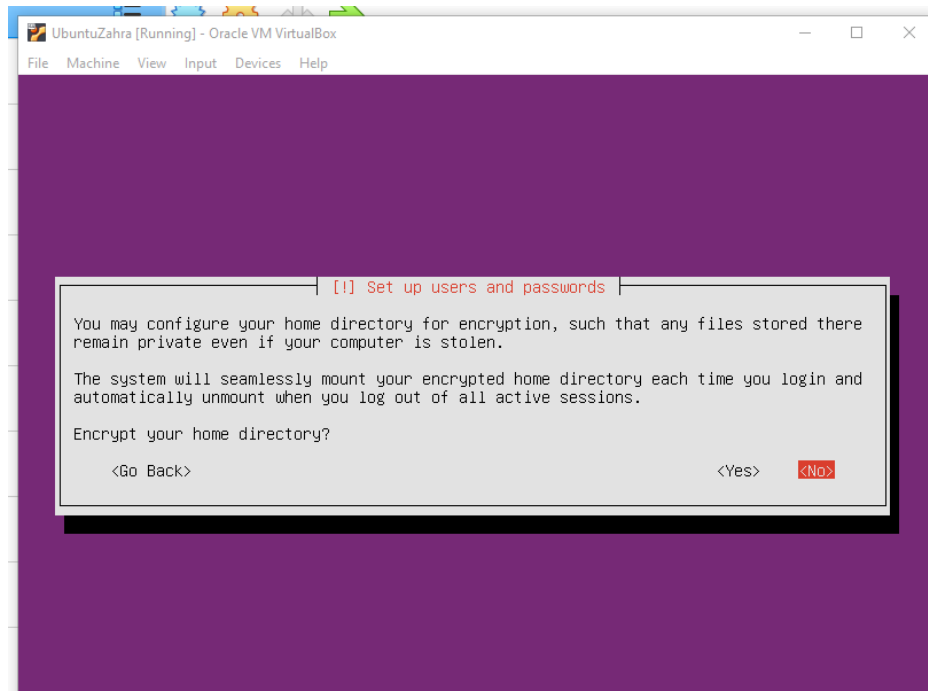 UbuntuZahra [Running] - Oracle VM VirtualBox
File Machine View Input Devices Help
[!] Set up users and passwords
You may configure your home directory for encryption, such that any files stored there
remain private even if your computer is stolen.
The system will seamlessly mount your encrypted home directory each time you login and
automatically unmount when you log out of all active sessions.
Encrypt your home directory?
<Go Back> <Yes> <No>